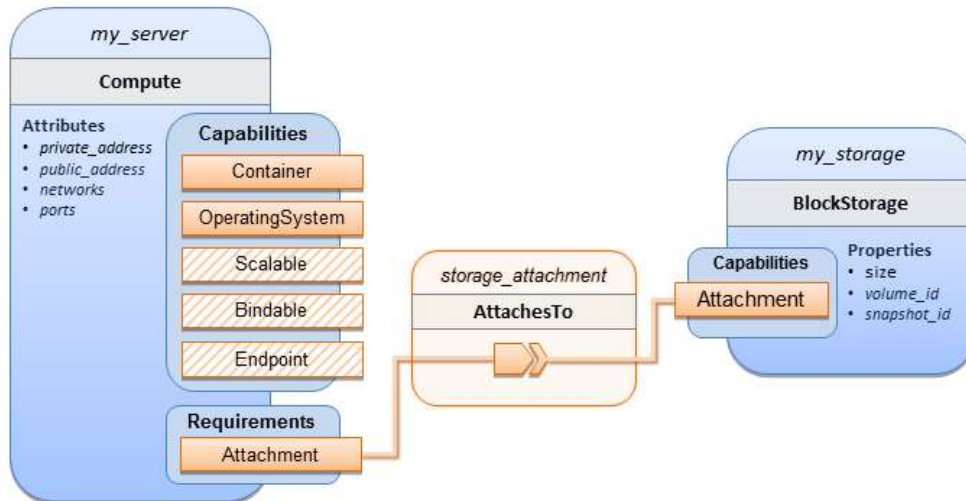 my_server
Compute
Attributes
• private_address
• public_address
• networks
• ports
Capabilities
Container
OperatingSystem
Scalable
Bindable
Endpoint
Requirements
Attachment
storage_attachment
AttachesTo
my_storage
BlockStorage
Capabilities
Attachment
Properties
• size
• volume_id
• snapshot_id